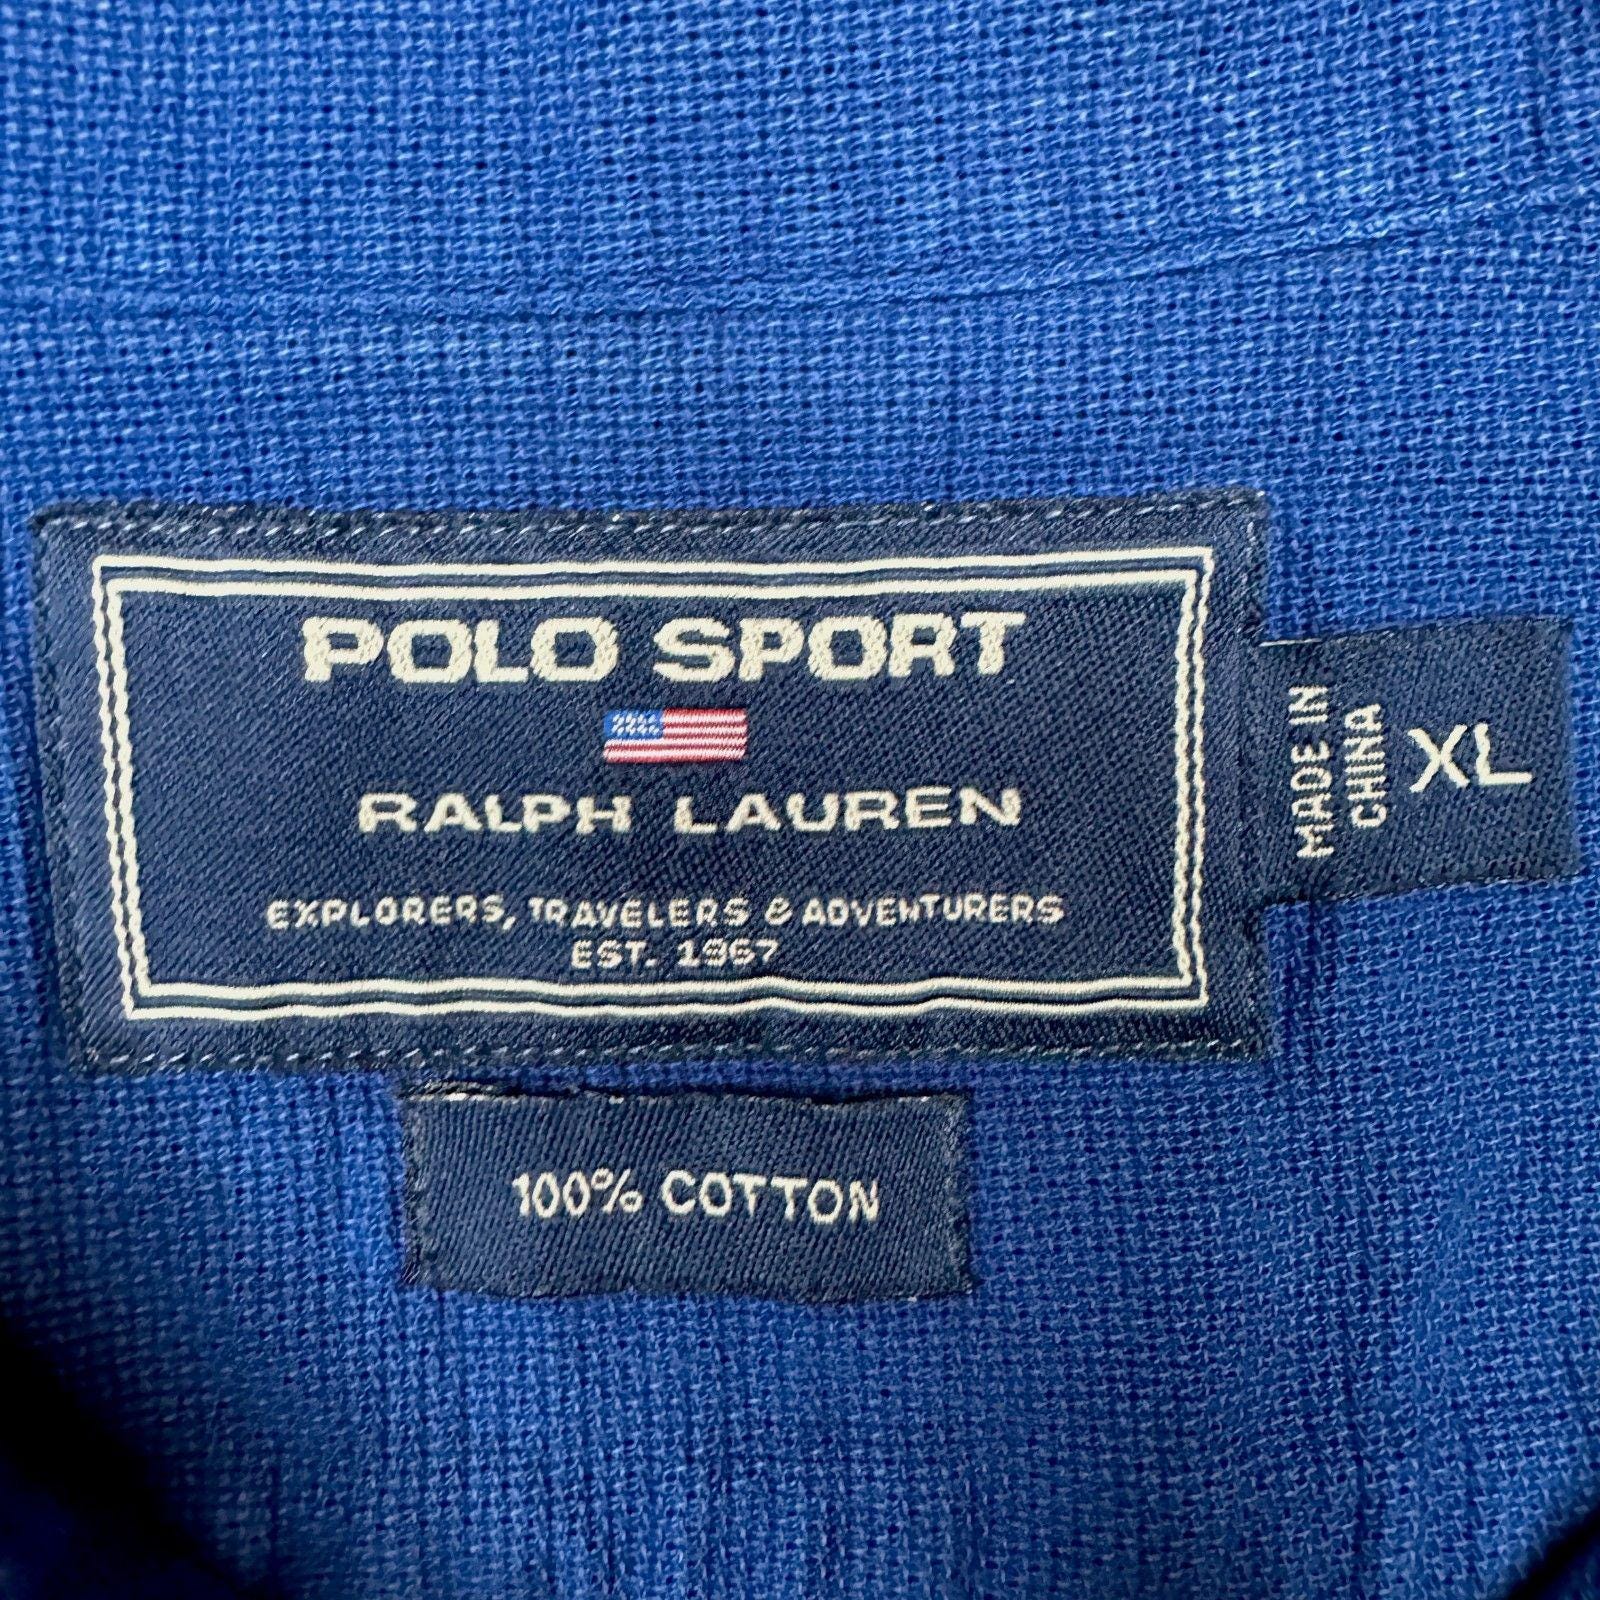 POLO SPORT
RALPH LAUREN
EXPLORERS, TRAVELERS & ADVENTURERS
EST. 1967
MADE IN
CHINA
XL
100% COTTON